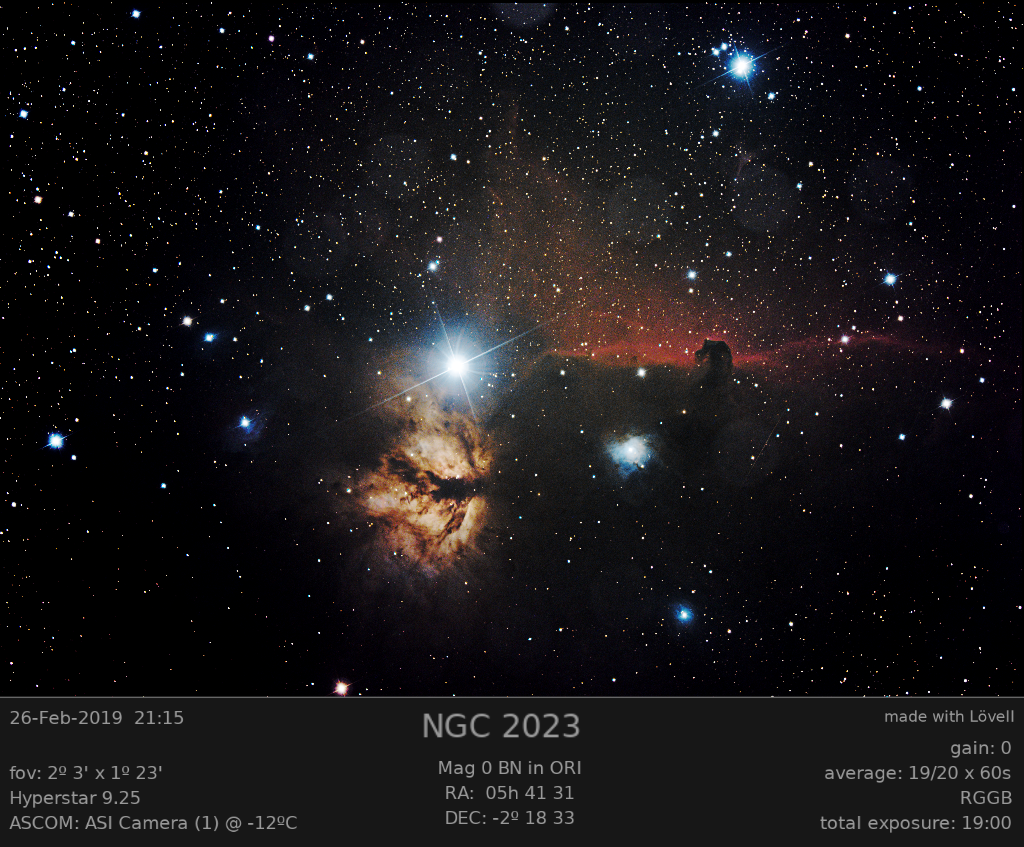 26-Feb-2019  21:15
fov: 2º 3' x 1º 23'
Hyperstar 9.25
ASCOM: ASI Camera (1) @ -12ºC
NGC 2023
Mag 0 BN in ORI
RA:  05h 41 31
DEC: -2º 18 33
made with Lövell
gain: 0
average: 19/20 x 60s
RGGB
total exposure: 19:00